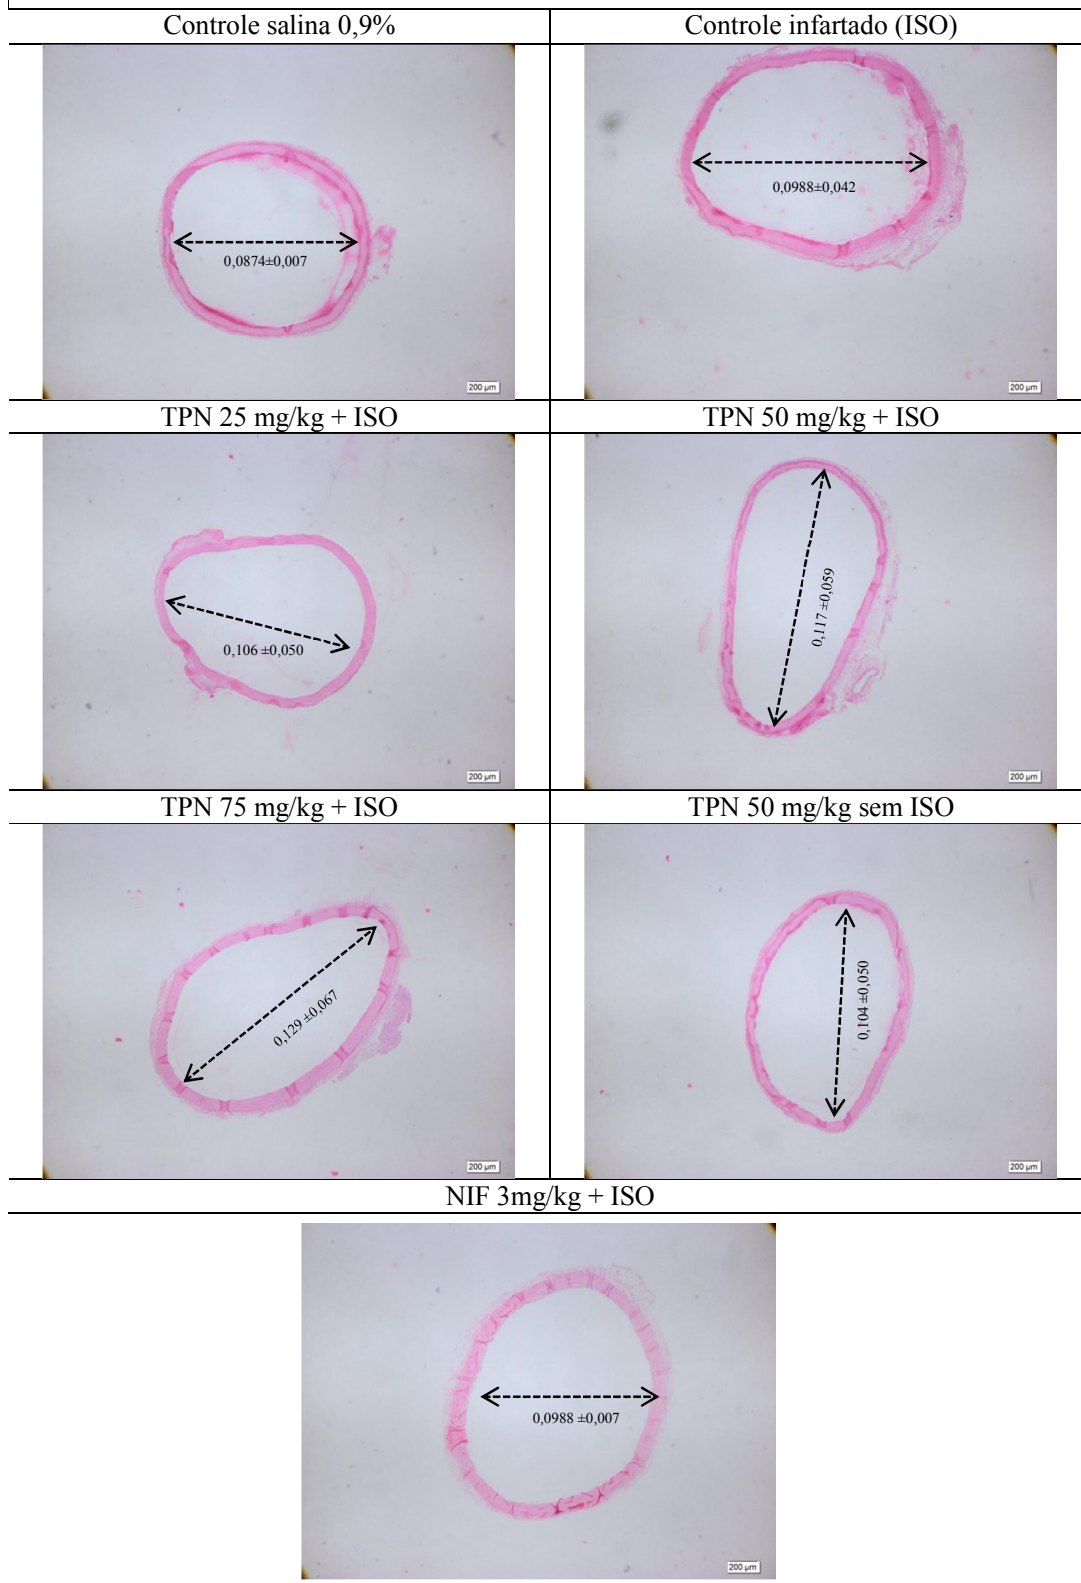 Controle salina 0,9%
Controle infartado (ISO)
0,0874±0,007
200 µm
0,0988±0,042
200 µm
TPN 25 mg/kg + ISO
TPN 50 mg/kg + ISO
0,106 ±0,050
200 µm
0,117 ±0,059
200 µm
TPN 75 mg/kg + ISO
TPN 50 mg/kg sem ISO
0,129 ±0,067
200 µm
0,104 ±0,050
200 µm
NIF 3mg/kg + ISO
0,0988 ±0,007
200 µm